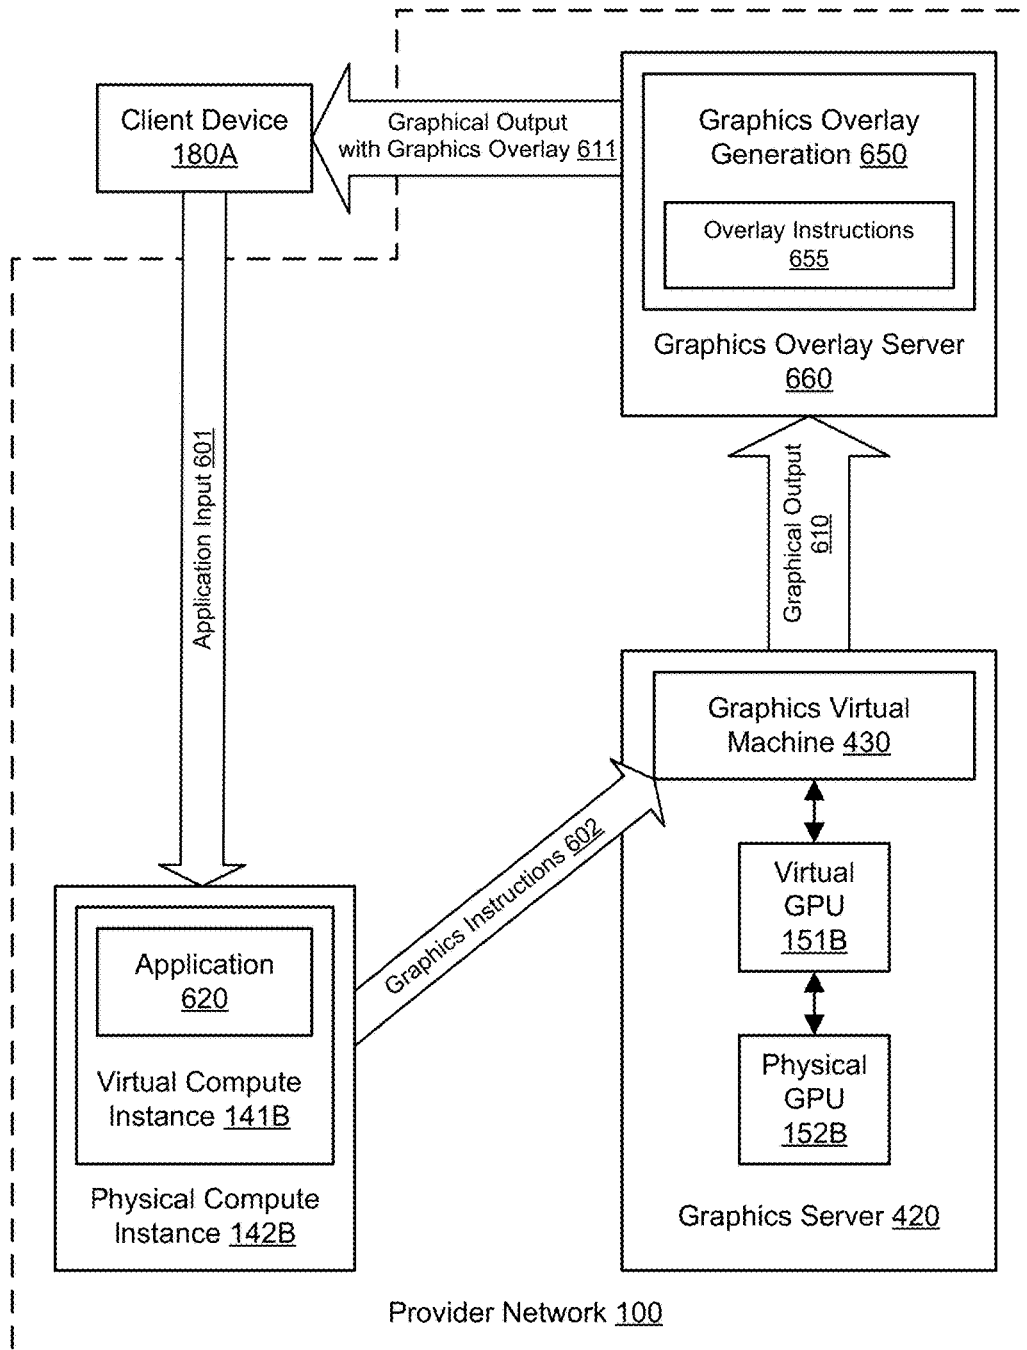 Client Device
180A
Graphical Output
with Graphics Overlay 611
Graphics Overlay
Generation 650
Overlay Instructions
655
Graphics Overlay Server
660
Application Input 601
Graphical Output
610
Graphics Virtual
Machine 430
Graphics Instructions 602
Virtual
GPU
151B
Application
620
Virtual Compute
Instance 141B
Physical Compute
Instance 142B
Physical
GPU
152B
Graphics Server 420
Provider Network 100